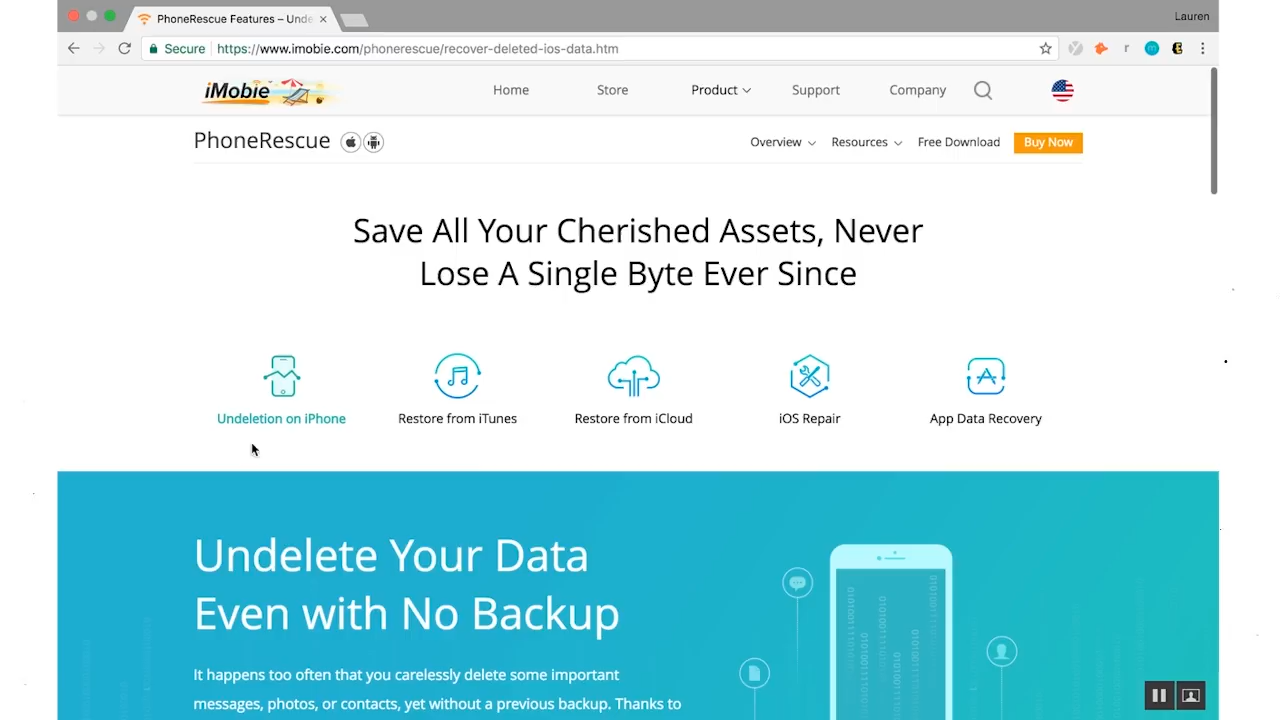 PhoneRescue Features – Unde
Lauren
Secure https://www.imobie.com/phonerescue/recover-deleted-ios-data.htm
iMobie Home Store Product Support Company
PhoneRescue Overview Resources Free Download Buy Now
Save All Your Cherished Assets, Never
Lose A Single Byte Ever Since
Undeletion on iPhone Restore from iTunes Restore from iCloud iOS Repair App Data Recovery
Undelete Your Data
Even with No Backup
It happens too often that you carelessly delete some important
messages, photos, or contacts, yet without a previous backup. Thanks to